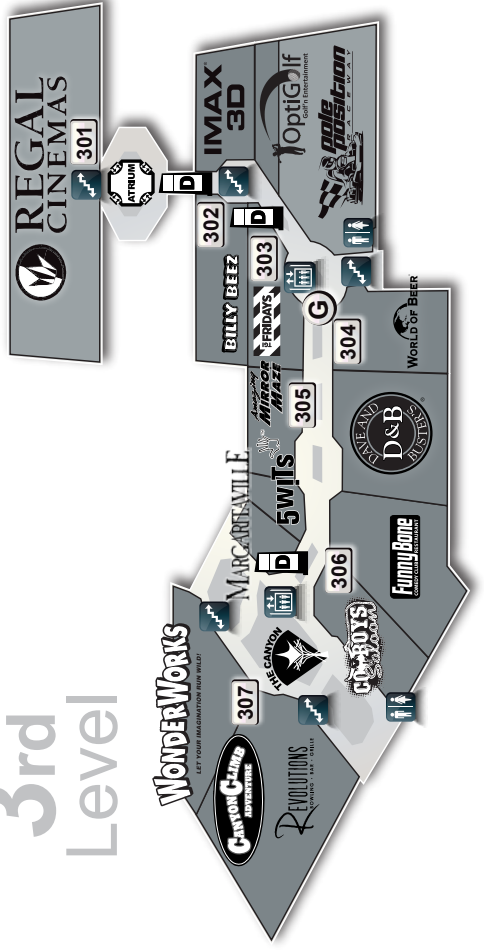 3rd
Level
WONDERWORKS
LET YOUR IMAGINATION RUN WILD!
CANYON CLIMB
ADVENTURE
REVOLUTIONS
BOWLING • BAR • GRILLE
307
THE CANYON
COWBOYS
Saloon
306
D
MARGARITAVILLE
5WiTS
FunnyBone
COMEDY CLUB & RESTAURANT
Amazing
MIRROR
MAZE
305
DAVE AND
D&B
BUSTER'S
®
BILLY BEEZ
TGI FRIDAYS
303
G
304
WORLD OF BEER
302
D
D
IMAX®
3D
OptiGolf
Golf'n Entertainment
pole
position
RACEWAY
ATRIUM
301
REGAL
CINEMAS